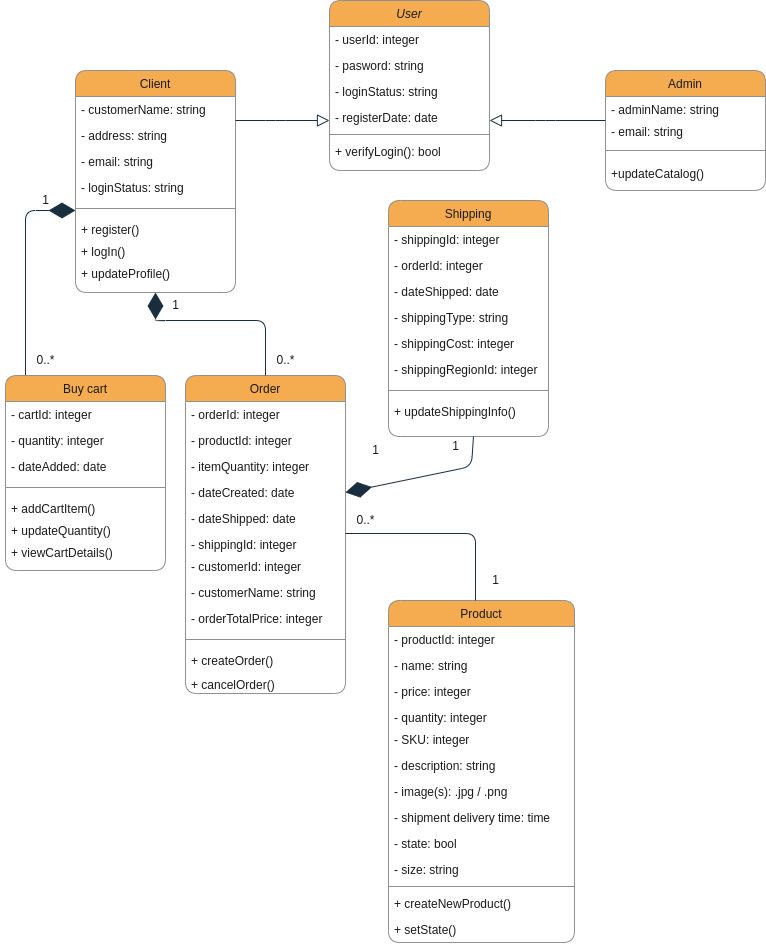 User
- userId: integer
- pasword: string
- loginStatus: string
- registerDate: date
+ verifyLogin(): bool
Client
- customerName: string
- address: string
- email: string
- loginStatus: string
+ register()
+ logIn()
+ updateProfile()
Admin
- adminName: string
- email: string
+updateCatalog()
Shipping
- shippingId: integer
- orderId: integer
- dateShipped: date
- shippingType: string
- shippingCost: integer
- shippingRegionId: integer
+ updateShippingInfo()
1
1
0..*
0..*
Buy cart
- cartId: integer
- quantity: integer
- dateAdded: date
+ addCartItem()
+ updateQuantity()
+ viewCartDetails()
Order
- orderId: integer
- productId: integer
- itemQuantity: integer
- dateCreated: date
- dateShipped: date
- shippingId: integer
- customerId: integer
- customerName: string
- orderTotalPrice: integer
+ createOrder()
+ cancelOrder()
1
1
0..*
1
Product
- productId: integer
- name: string
- price: integer
- quantity: integer
- SKU: integer
- description: string
- image(s): .jpg / .png
- shipment delivery time: time
- state: bool
- size: string
+ createNewProduct()
+ setState()